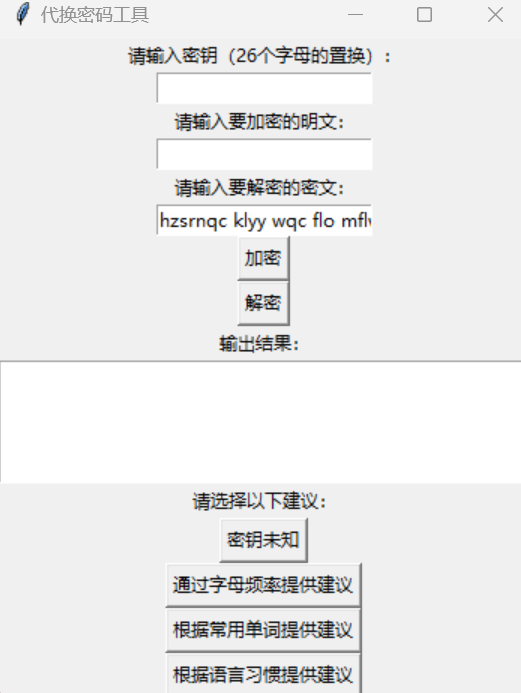 代换密码工具
请输入密钥（26个字母的置换）:
请输入要加密的明文:
请输入要解密的密文:
hzsrnqc klyy wqc flo mflw
加密
解密
输出结果:
请选择以下建议:
密钥未知
通过字母频率提供建议
根据常用单词提供建议
根据语言习惯提供建议